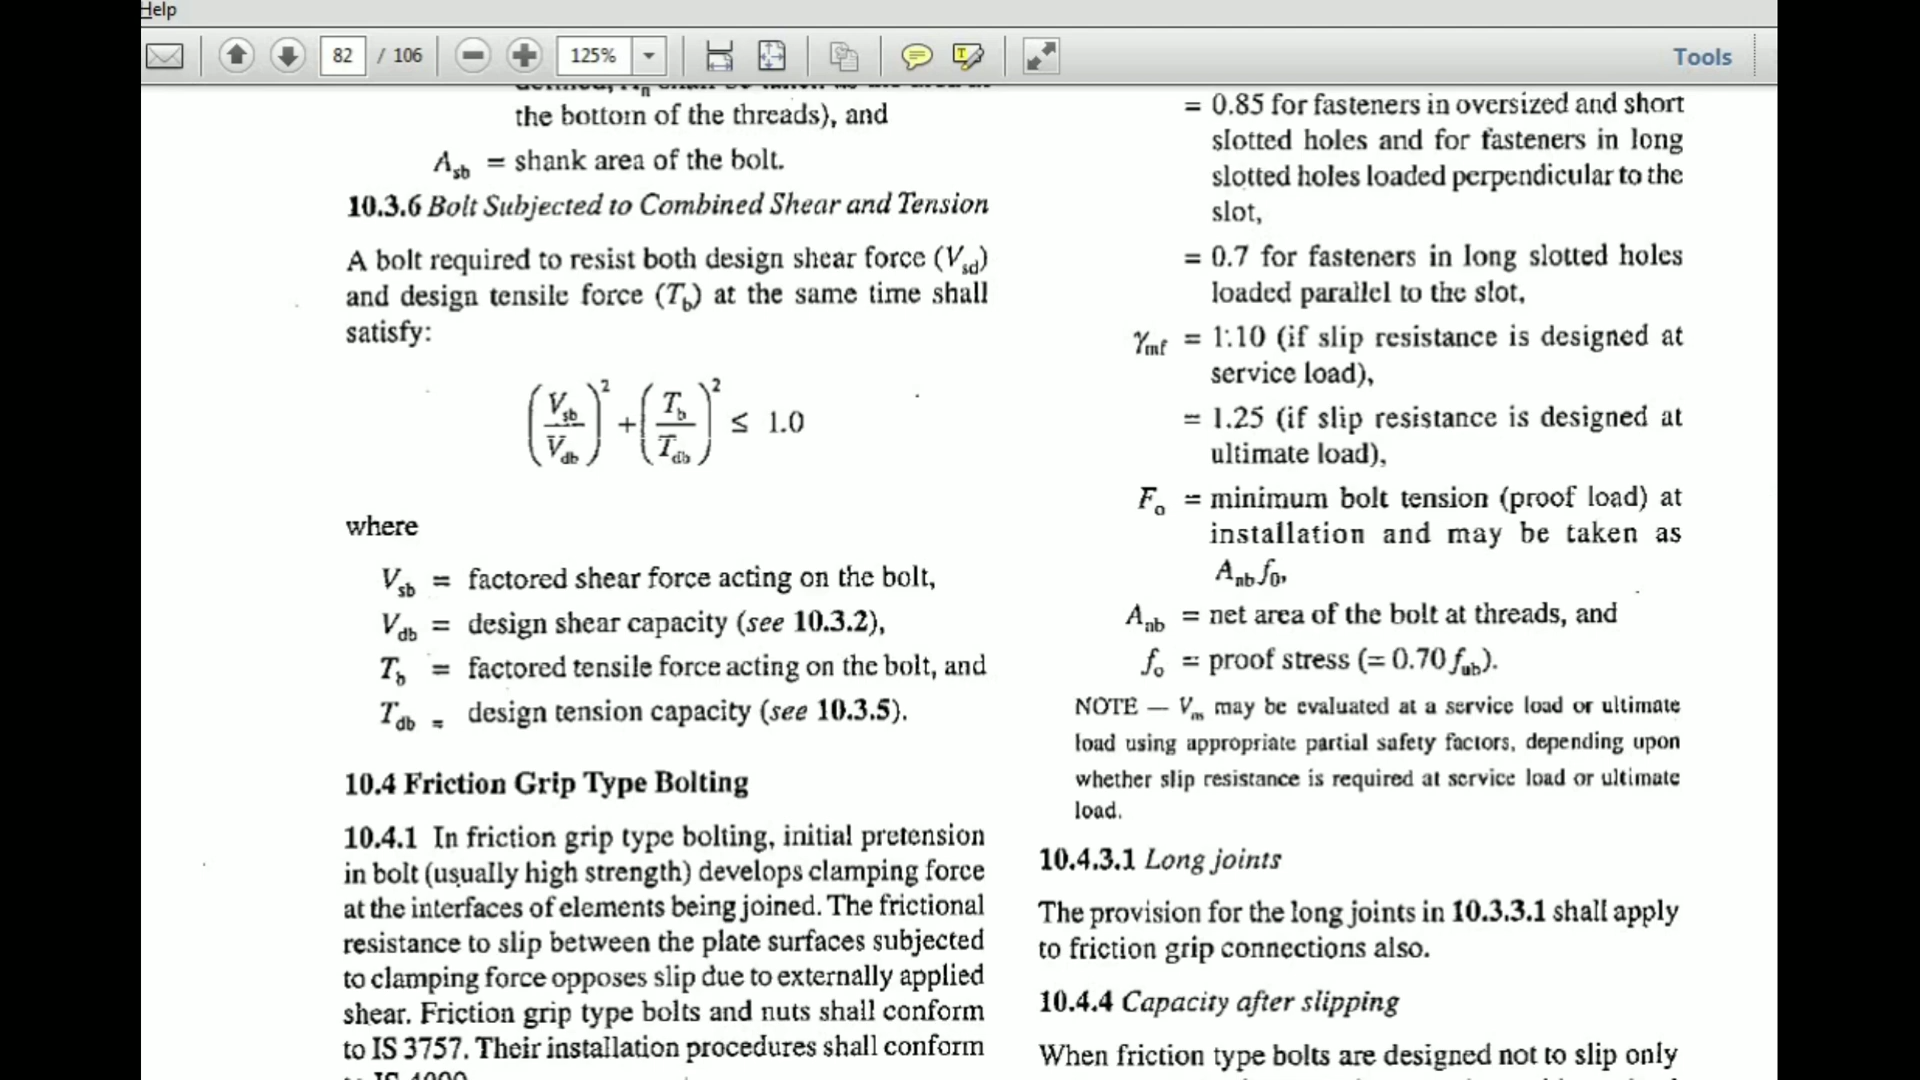 Help
82 / 106 125% Tools
the bottom of the threads), and
A_sb = shank area of the bolt.
10.3.6 Bolt Subjected to Combined Shear and Tension
A bolt required to resist both design shear force (V_sd)
and design tensile force (T_b) at the same time shall
satisfy:
(V_sb / V_db)^2 + (T_b / T_db)^2 ≤ 1.0
where
V_sb = factored shear force acting on the bolt,
V_db = design shear capacity (see 10.3.2),
T_b = factored tensile force acting on the bolt, and
T_db = design tension capacity (see 10.3.5).
10.4 Friction Grip Type Bolting
10.4.1 In friction grip type bolting, initial pretension
in bolt (usually high strength) develops clamping force
at the interfaces of elements being joined. The frictional
resistance to slip between the plate surfaces subjected
to clamping force opposes slip due to externally applied
shear. Friction grip type bolts and nuts shall conform
to IS 3757. Their installation procedures shall conform
= 0.85 for fasteners in oversized and short
slotted holes and for fasteners in long
slotted holes loaded perpendicular to the
slot,
= 0.7 for fasteners in long slotted holes
loaded parallel to the slot,
γ_mf = 1.10 (if slip resistance is designed at
service load),
= 1.25 (if slip resistance is designed at
ultimate load),
F_o = minimum bolt tension (proof load) at
installation and may be taken as
A_nb f_0,
A_nb = net area of the bolt at threads, and
f_o = proof stress (= 0.70 f_ub).
NOTE — V_ns may be evaluated at a service load or ultimate
load using appropriate partial safety factors, depending upon
whether slip resistance is required at service load or ultimate
load.
10.4.3.1 Long joints
The provision for the long joints in 10.3.3.1 shall apply
to friction grip connections also.
10.4.4 Capacity after slipping
When friction type bolts are designed not to slip only